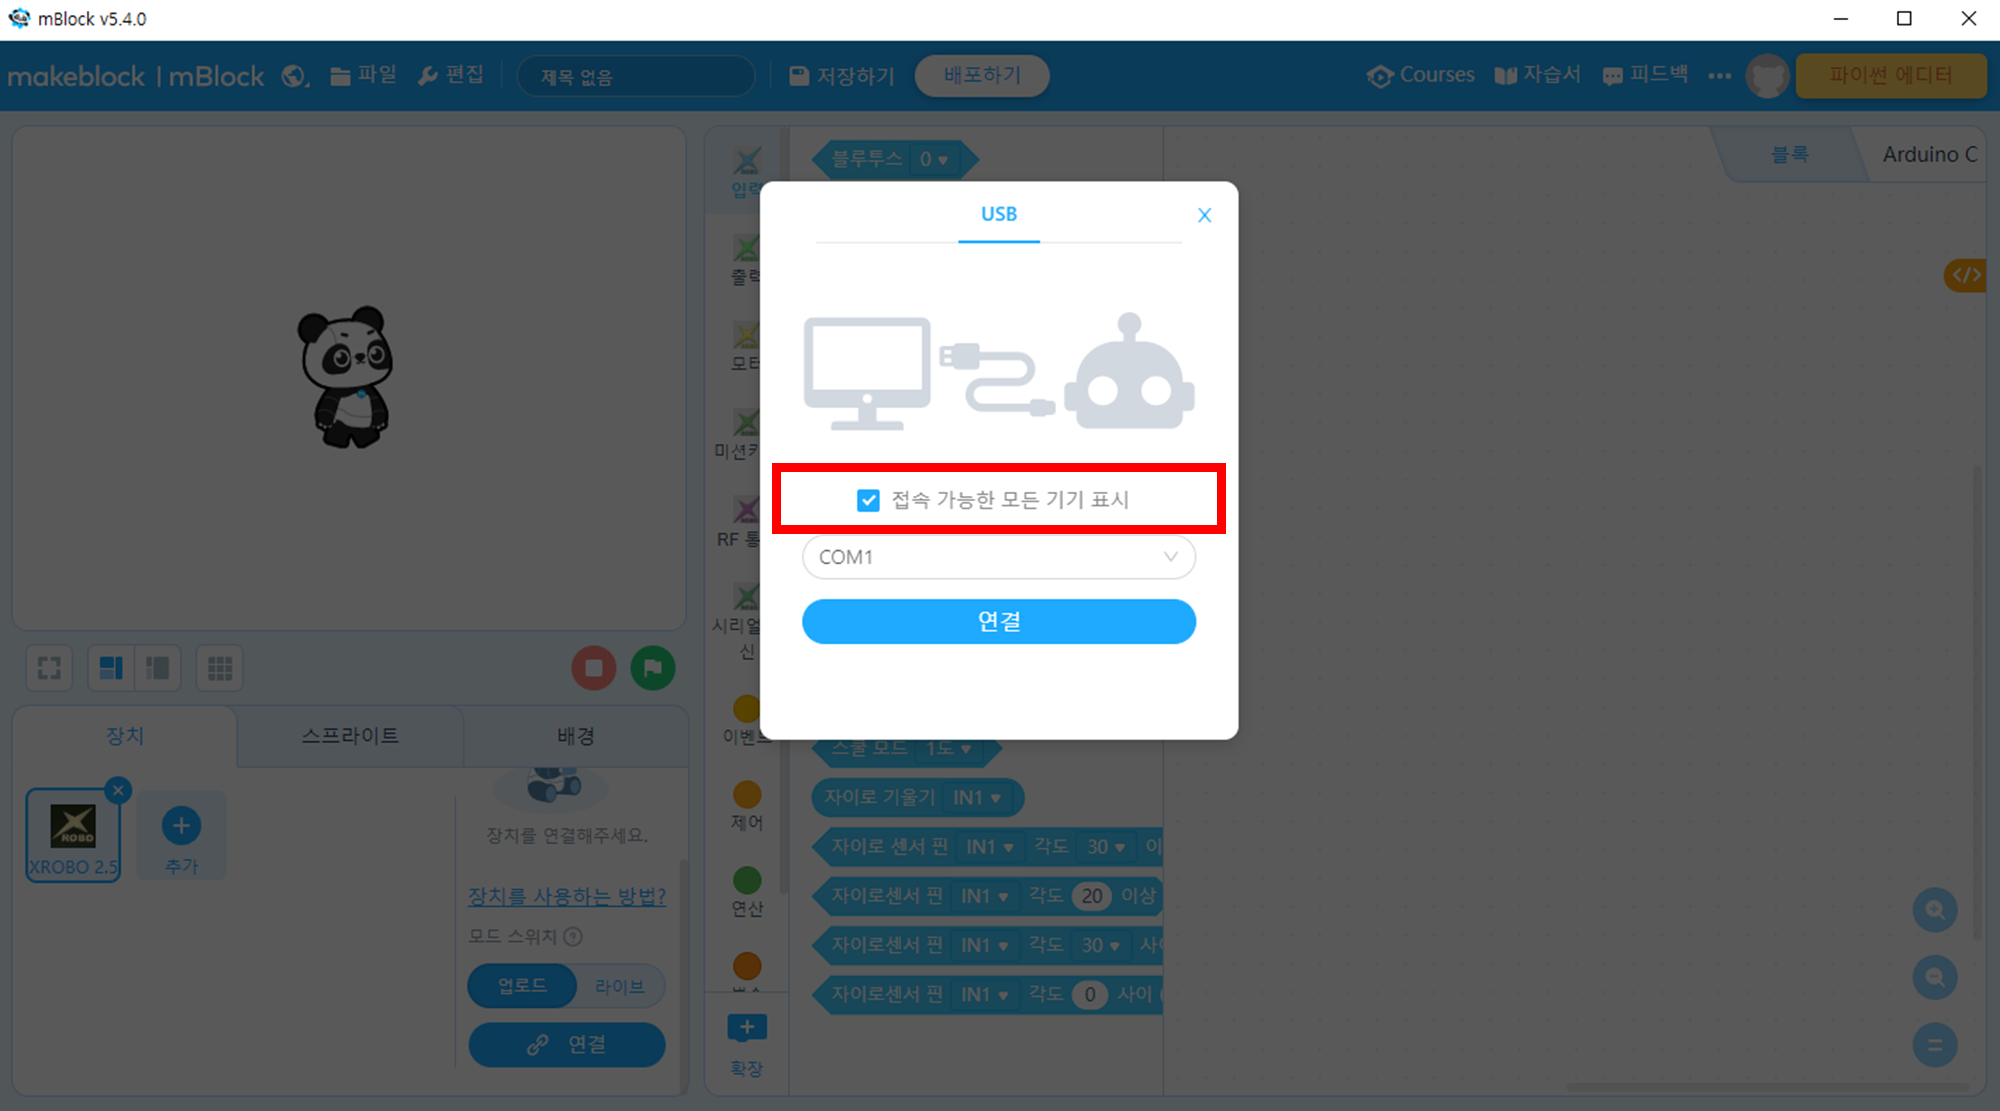 mBlock v5.4.0
makeblock | mBlock
파일
편집
제목 없음
저장하기
배포하기
Courses
자습서
피드백
파이썬 에디터
블루투스 0
블록
Arduino C
입력
출력
모터
미션키
RF 통
시리얼
신
이벤트
제어
연산
변수
확장
USB
접속 가능한 모든 기기 표시
COM1
연결
스쿨 모드 1도
자이로 기울기 IN1
자이로 센서 핀 IN1 각도 30 이
자이로센서 핀 IN1 각도 20 이상
자이로센서 핀 IN1 각도 30 사
자이로센서 핀 IN1 각도 0 사이
장치
스프라이트
배경
ROBO
XROBO 2.5
추가
장치를 연결해주세요.
장치를 사용하는 방법?
모드 스위치
업로드
라이브
연결